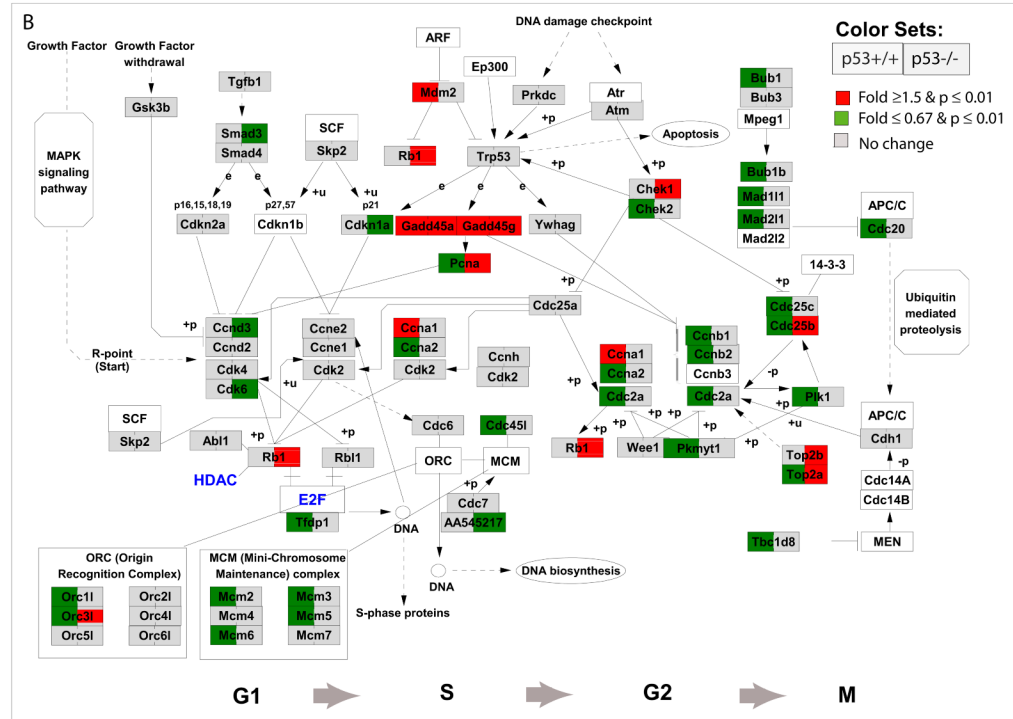 B
DNA damage checkpoint
Color Sets:
p53+/+ p53-/-
Fold ≥1.5 & p ≤ 0.01
Fold ≤ 0.67 & p ≤ 0.01
No change
Growth Factor
Growth Factor
withdrawal
Gsk3b
MAPK
signaling
pathway
R-point
(Start)
Tgfb1
Smad3
Smad4
e
e
p16,15,18,19
Cdkn2a
SCF
Skp2
+u
+u
p27,57
Cdkn1b
p21
Cdkn1a
ARF
Mdm2
Rb1
Ep300
Trp53
e
e
e
Gadd45a
Gadd45g
Ywhag
Pcna
Prkdc
Atr
Atm
+p
+p
+p
Apoptosis
Chek1
Chek2
Bub1
Bub3
Mpeg1
Bub1b
Mad1l1
Mad2l1
Mad2l2
APC/C
Cdc20
14-3-3
+p
Cdc25c
Cdc25b
Ubiquitin
mediated
proteolysis
+p
Ccnd3
Ccnd2
Cdk4
Cdk6
Ccne2
Ccne1
Cdk2
+u
Ccna1
Ccna2
Cdk2
Ccnh
Cdk2
+p
Cdc25a
+p
Ccna1
Ccna2
Cdc2a
Ccnb1
Ccnb2
Ccnb3
Cdc2a
-p
-p
Plk1
+p
+u
+p
+p
+p
Rb1
Wee1
Pkmyt1
Top2b
Top2a
APC/C
Cdh1
-p
Cdc14A
Cdc14B
MEN
Tbc1d8
SCF
Skp2
Abl1
+p
Rb1
+p
Rbl1
HDAC
E2F
Tfdp1
DNA
Cdc6
Cdc45l
ORC
MCM
+p
Cdc7
AA545217
DNA
DNA biosynthesis
S-phase proteins
ORC (Origin
Recognition Complex)
Orc1l Orc2l
Orc3l Orc4l
Orc5l Orc6l
MCM (Mini-Chromosome
Maintenance) complex
Mcm2 Mcm3
Mcm4 Mcm5
Mcm6 Mcm7
G1 S G2 M